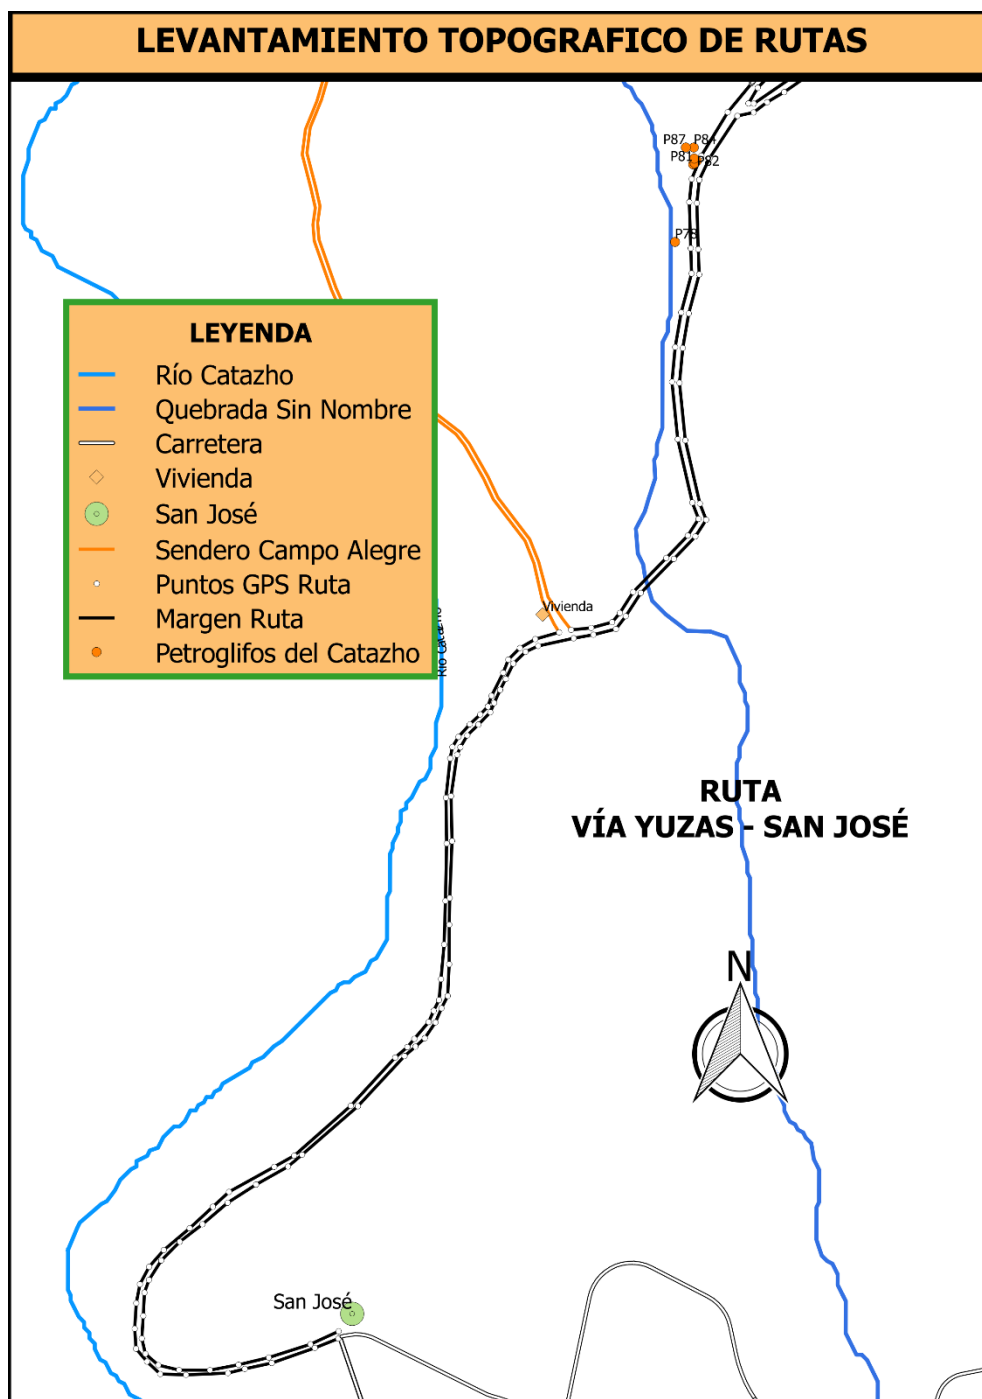 LEVANTAMIENTO TOPOGRAFICO DE RUTAS
P87 P84
P81 P82
LEYENDA
Río Catazho
Quebrada Sin Nombre
Carretera
Vivienda
San José
Sendero Campo Alegre
Puntos GPS Ruta
Margen Ruta
Petroglifos del Catazho
Vivienda
RUTA
VÍA YUZAS - SAN JOSÉ
N
San José